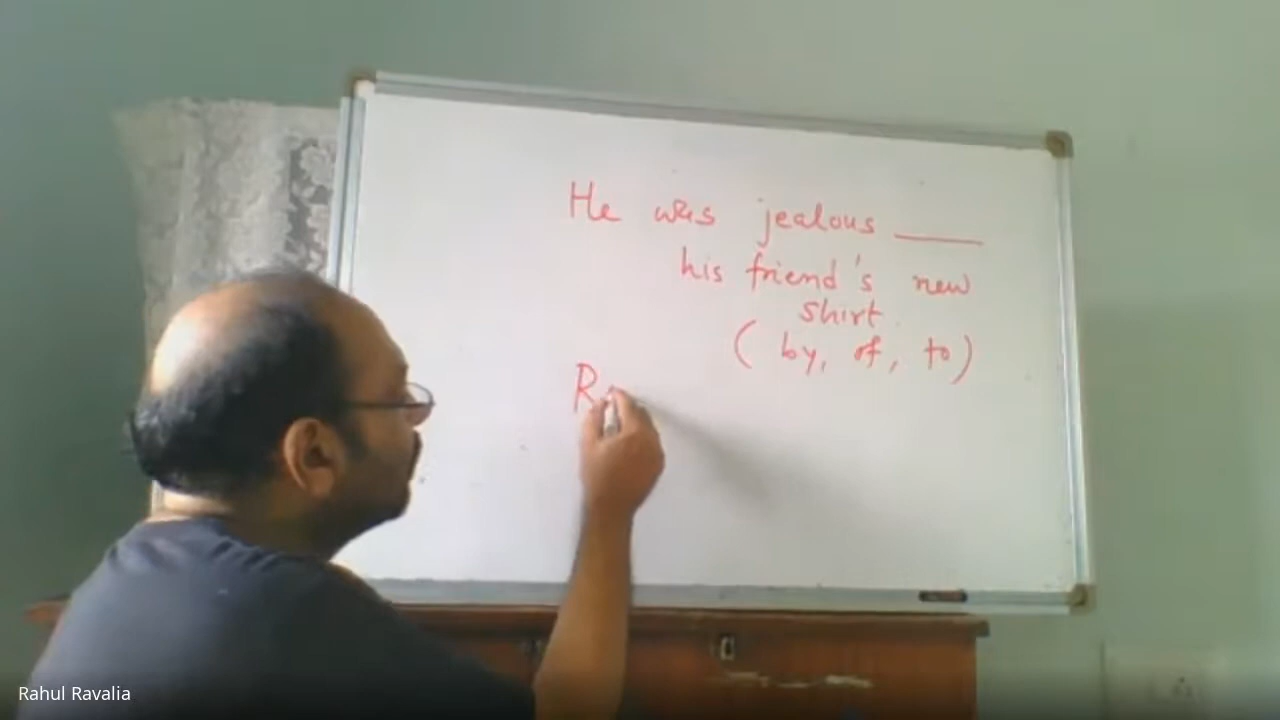 He was jealous ____
his friend's new
shirt.
(by, of, to)
R
Rahul Ravalia